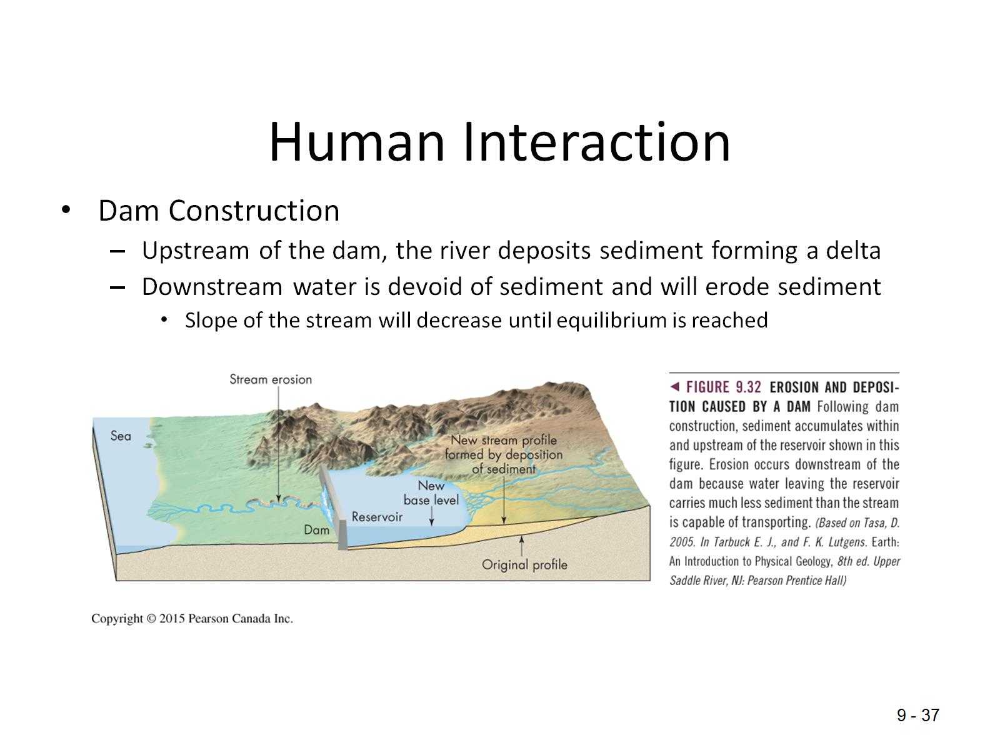 Human Interaction
• Dam Construction
– Upstream of the dam, the river deposits sediment forming a delta
– Downstream water is devoid of sediment and will erode sediment
• Slope of the stream will decrease until equilibrium is reached
Stream erosion
Sea
New stream profile
formed by deposition
of sediment
New
base level
Reservoir
Dam
Original profile
◄ FIGURE 9.32 EROSION AND DEPOSI-
TION CAUSED BY A DAM Following dam
construction, sediment accumulates within
and upstream of the reservoir shown in this
figure. Erosion occurs downstream of the
dam because water leaving the reservoir
carries much less sediment than the stream
is capable of transporting. (Based on Tasa, D.
2005. In Tarbuck E. J., and F. K. Lutgens. Earth:
An Introduction to Physical Geology, 8th ed. Upper
Saddle River, NJ: Pearson Prentice Hall)
Copyright © 2015 Pearson Canada Inc.
9 - 37